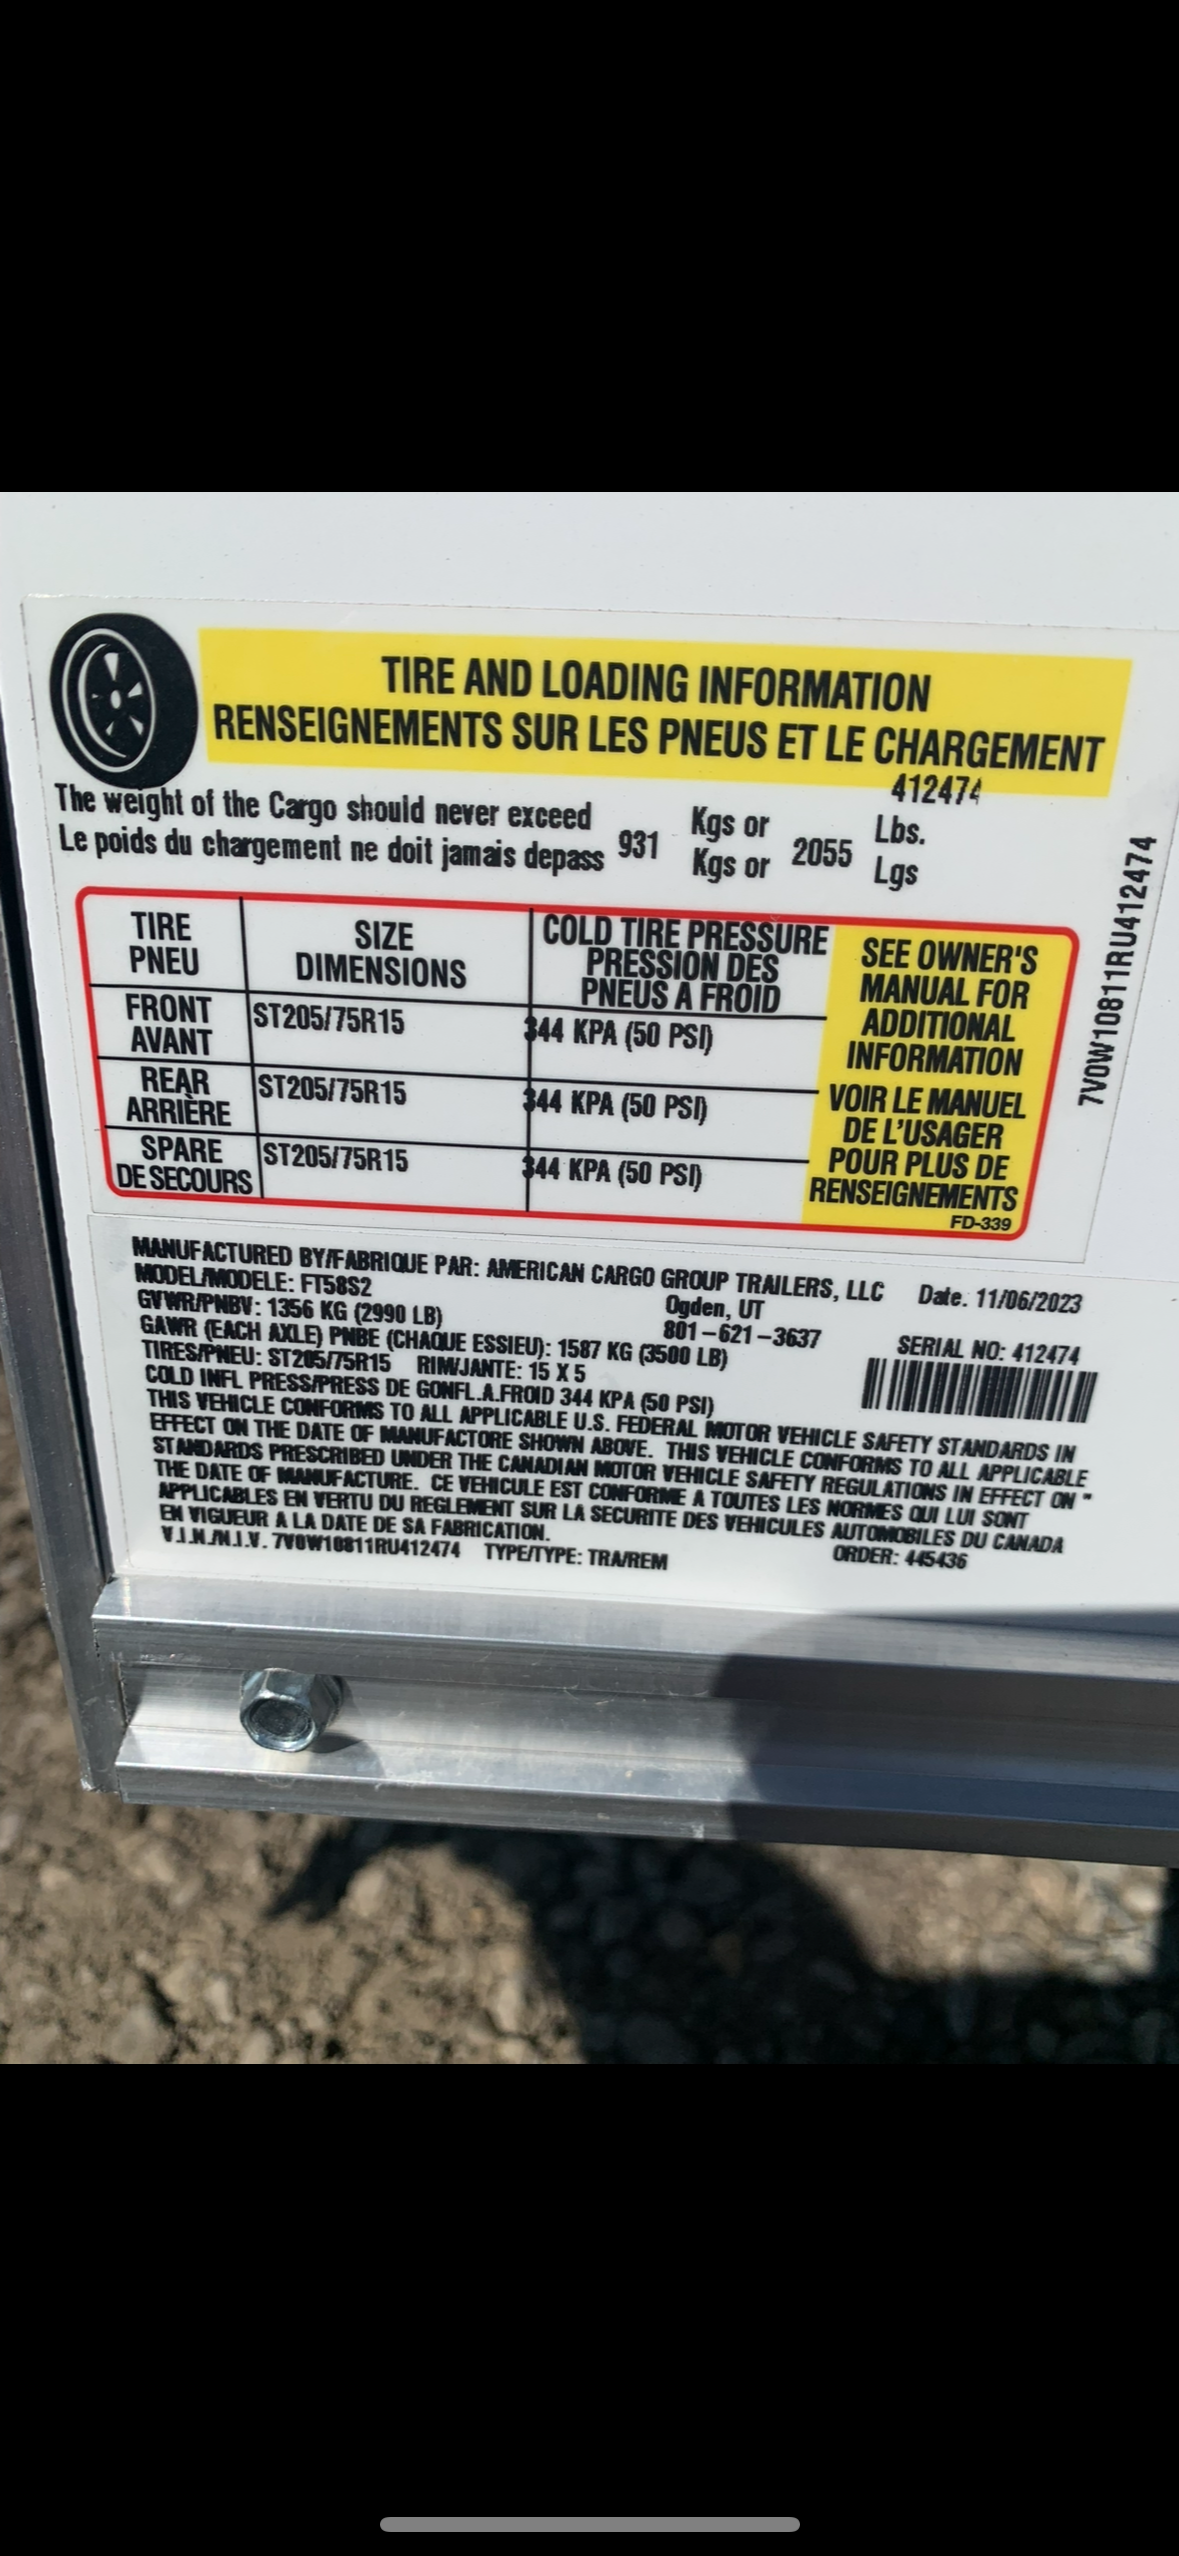 TIRE AND LOADING INFORMATION
RENSEIGNEMENTS SUR LES PNEUS ET LE CHARGEMENT
412474
The weight of the Cargo should never exceed 931 Kgs or 2055 Lbs.
Le poids du chargement ne doit jamais depass Kgs or Lgs
TIRE
PNEU
SIZE
DIMENSIONS
COLD TIRE PRESSURE
PRESSION DES
PNEUS A FROID
FRONT
AVANT
ST205/75R15
344 KPA (50 PSI)
REAR
ARRIÈRE
ST205/75R15
344 KPA (50 PSI)
SPARE
DE SECOURS
ST205/75R15
344 KPA (50 PSI)
SEE OWNER'S
MANUAL FOR
ADDITIONAL
INFORMATION
VOIR LE MANUEL
DE L'USAGER
POUR PLUS DE
RENSEIGNEMENTS
FD-339
7V0W10811RU412474
MANUFACTURED BY/FABRIQUE PAR: AMERICAN CARGO GROUP TRAILERS, LLC Date. 11/06/2023
MODEL/MODELE: FT58S2 Ogden, UT
GVWR/PNBV: 1356 KG (2990 LB) 801-621-3637
GAWR (EACH AXLE) PNBE (CHAQUE ESSIEU): 1587 KG (3500 LB) SERIAL NO: 412474
TIRES/PNEU: ST205/75R15 RIM/JANTE: 15 X 5
COLD INFL PRESS/PRESS DE GONFL.A.FROID 344 KPA (50 PSI)
THIS VEHICLE CONFORMS TO ALL APPLICABLE U.S. FEDERAL MOTOR VEHICLE SAFETY STANDARDS IN
EFFECT ON THE DATE OF MANUFACTORE SHOWN ABOVE. THIS VEHICLE CONFORMS TO ALL APPLICABLE
STANDARDS PRESCRIBED UNDER THE CANADIAN MOTOR VEHICLE SAFETY REGULATIONS IN EFFECT ON "
THE DATE OF MANUFACTURE. CE VEHICULE EST CONFORME A TOUTES LES NORMES QUI LUI SONT
APPLICABLES EN VERTU DU REGLEMENT SUR LA SECURITE DES VEHICULES AUTOMOBILES DU CANADA
EN VIGUEUR A LA DATE DE SA FABRICATION.
V.I.N./N.I.V. 7V0W10811RU412474 TYPE/TYPE: TRA/REM ORDER: 445436